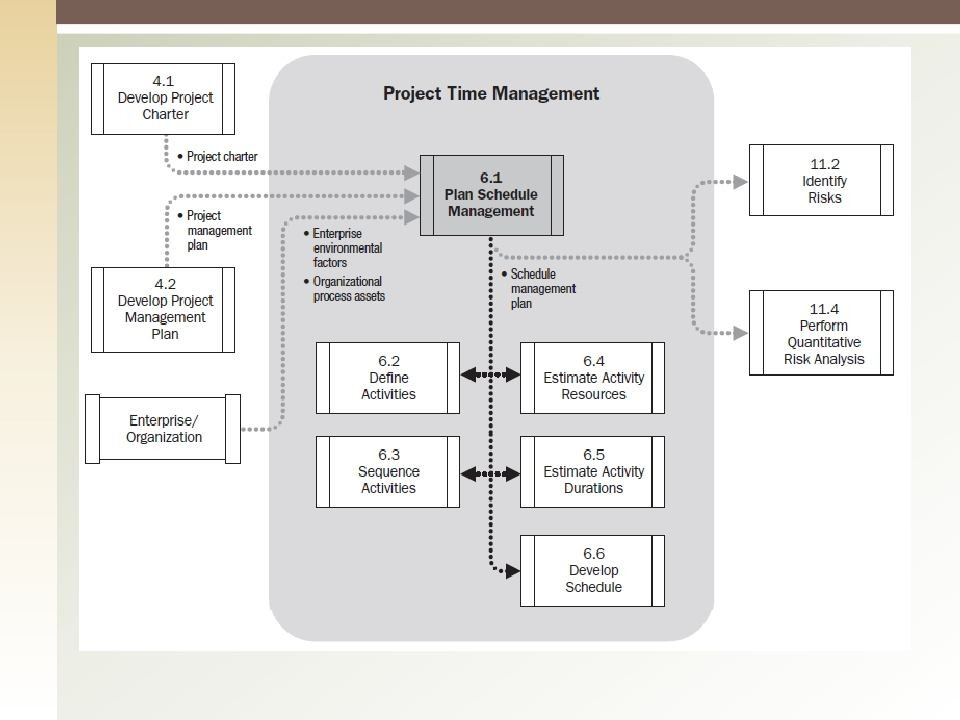 Project Time Management
4.1
Develop Project
Charter
• Project charter
6.1
Plan Schedule
Management
11.2
Identify
Risks
• Project
management
plan
• Enterprise
environmental
factors
• Organizational
process assets
• Schedule
management
plan
4.2
Develop Project
Management
Plan
11.4
Perform
Quantitative
Risk Analysis
6.2
Define
Activities
6.4
Estimate Activity
Resources
Enterprise/
Organization
6.3
Sequence
Activities
6.5
Estimate Activity
Durations
6.6
Develop
Schedule